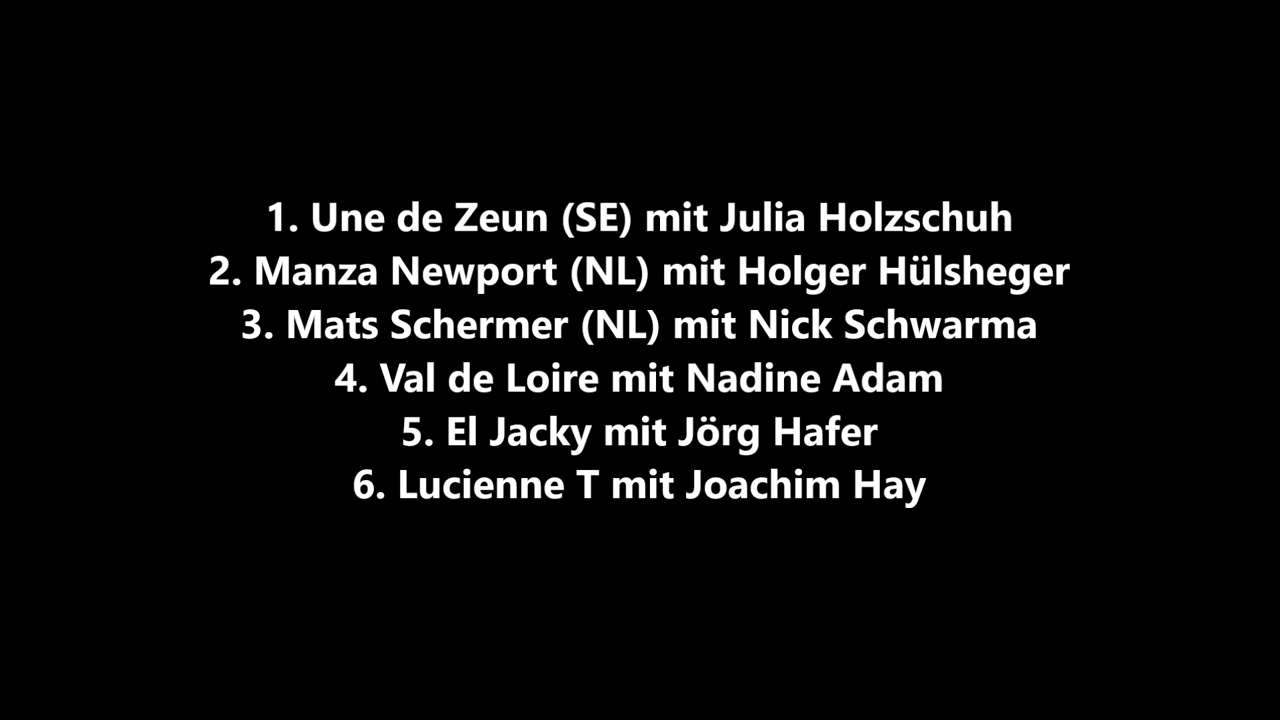 1. Une de Zeun (SE) mit Julia Holzschuh
2. Manza Newport (NL) mit Holger Hülsheger
3. Mats Schermer (NL) mit Nick Schwarma
4. Val de Loire mit Nadine Adam
5. El Jacky mit Jörg Hafer
6. Lucienne T mit Joachim Hay